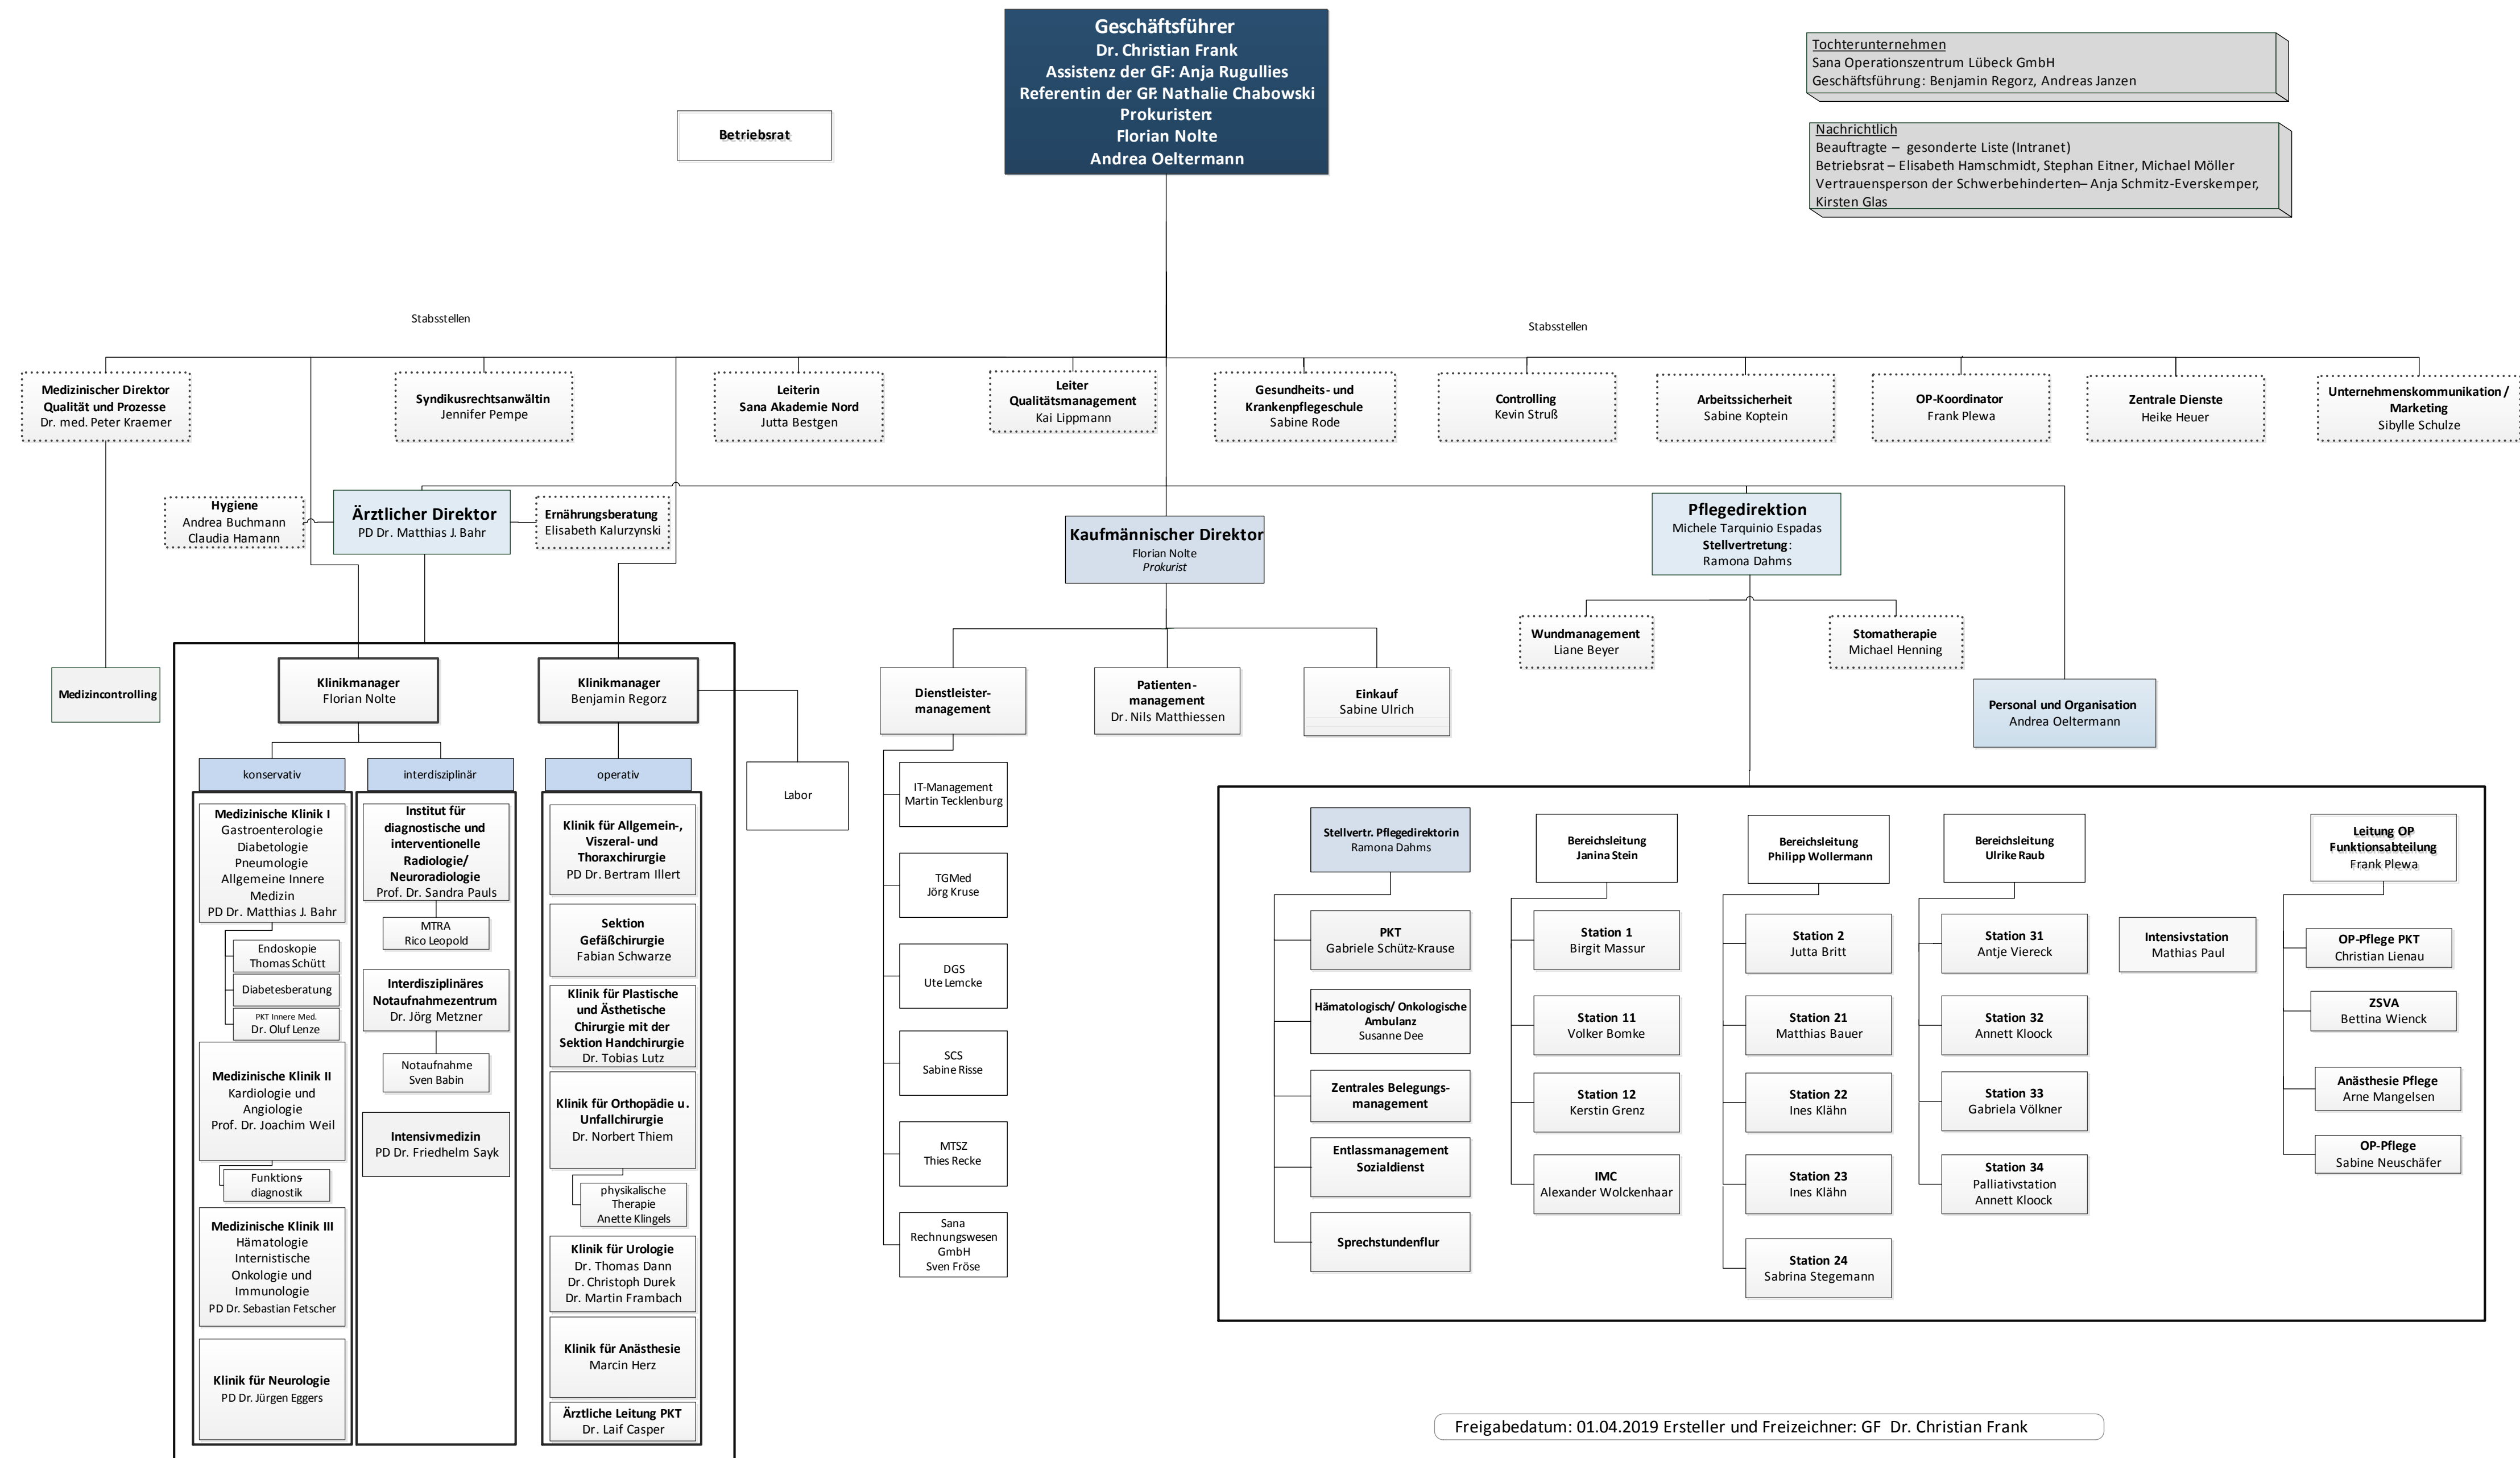 Geschäftsführer
Dr. Christian Frank
Assistenz der GF: Anja Rugullies
Referentin der GF: Nathalie Chabowski
Prokuristen:
Florian Nolte
Andrea Oeltermann
Tochterunternehmen
Sana Operationszentrum Lübeck GmbH
Geschäftsführung: Benjamin Regorz, Andreas Janzen
Betriebsrat
Nachrichtlich
Beauftragte – gesonderte Liste (Intranet)
Betriebsrat – Elisabeth Hamschmidt, Stephan Eitner, Michael Möller
Vertrauensperson der Schwerbehinderten– Anja Schmitz-Everskemper,
Kirsten Glas
Stabsstellen
Stabsstellen
Medizinischer Direktor
Qualität und Prozesse
Dr. med. Peter Kraemer
Syndikusrechtsanwältin
Jennifer Pempe
Leiterin
Sana Akademie Nord
Jutta Bestgen
Leiter
Qualitätsmanagement
Kai Lippmann
Gesundheits- und
Krankenpflegeschule
Sabine Rode
Controlling
Kevin Struß
Arbeitssicherheit
Sabine Koptein
OP-Koordinator
Frank Plewa
Zentrale Dienste
Heike Heuer
Unternehmenskommunikation /
Marketing
Sibylle Schulze
Hygiene
Andrea Buchmann
Claudia Hamann
Ärztlicher Direktor
PD Dr. Matthias J. Bahr
Ernährungsberatung
Elisabeth Kalurzynski
Kaufmännischer Direktor
Florian Nolte
Prokurist
Pflegedirektion
Michele Tarquinio Espadas
Stellvertretung:
Ramona Dahms
Wundmanagement
Liane Beyer
Stomatherapie
Michael Henning
Medizincontrolling
Klinikmanager
Florian Nolte
Klinikmanager
Benjamin Regorz
Dienstleister-
management
Patienten-
management
Dr. Nils Matthiessen
Einkauf
Sabine Ulrich
Personal und Organisation
Andrea Oeltermann
konservativ
interdisziplinär
operativ
Labor
Medizinische Klinik I
Gastroenterologie
Diabetologie
Pneumologie
Allgemeine Innere
Medizin
PD Dr. Matthias J. Bahr
Endoskopie
Thomas Schütt
Diabetesberatung
PKT Innere Med.
Dr. Oluf Lenze
Medizinische Klinik II
Kardiologie und
Angiologie
Prof. Dr. Joachim Weil
Funktions-
diagnostik
Medizinische Klinik III
Hämatologie
Internistische
Onkologie und
Immunologie
PD Dr. Sebastian Fetscher
Klinik für Neurologie
PD Dr. Jürgen Eggers
Institut für
diagnostische und
interventionelle
Radiologie/
Neuroradiologie
Prof. Dr. Sandra Pauls
MTRA
Rico Leopold
Interdisziplinäres
Notaufnahmezentrum
Dr. Jörg Metzner
Notaufnahme
Sven Babin
Intensivmedizin
PD Dr. Friedhelm Sayk
Klinik für Allgemein-,
Viszeral- und
Thoraxchirurgie
PD Dr. Bertram Illert
Sektion
Gefäßchirurgie
Fabian Schwarze
Klinik für Plastische
und Ästhetische
Chirurgie mit der
Sektion Handchirurgie
Dr. Tobias Lutz
Klinik für Orthopädie u.
Unfallchirurgie
Dr. Norbert Thiem
physikalische
Therapie
Anette Klingels
Klinik für Urologie
Dr. Thomas Dann
Dr. Christoph Durek
Dr. Martin Frambach
Klinik für Anästhesie
Marcin Herz
Ärztliche Leitung PKT
Dr. Laif Casper
IT-Management
Martin Tecklenburg
TGMed
Jörg Kruse
DGS
Ute Lemcke
SCS
Sabine Risse
MTSZ
Thies Recke
Sana
Rechnungswesen
GmbH
Sven Fröse
Stellvertr. Pflegedirektorin
Ramona Dahms
PKT
Gabriele Schütz-Krause
Hämatologisch/ Onkologische
Ambulanz
Susanne Dee
Zentrales Belegungs-
management
Entlassmanagement
Sozialdienst
Sprechstundenflur
Bereichsleitung
Janina Stein
Station 1
Birgit Massur
Station 11
Volker Bomke
Station 12
Kerstin Grenz
IMC
Alexander Wolckenhaar
Bereichsleitung
Philipp Wollermann
Station 2
Jutta Britt
Station 21
Matthias Bauer
Station 22
Ines Klähn
Station 23
Ines Klähn
Station 24
Sabrina Stegemann
Bereichsleitung
Ulrike Raub
Station 31
Antje Viereck
Station 32
Annett Kloock
Station 33
Gabriela Völkner
Station 34
Palliativstation
Annett Kloock
Intensivstation
Mathias Paul
Leitung OP
Funktionsabteilung
Frank Plewa
OP-Pflege PKT
Christian Lienau
ZSVA
Bettina Wienck
Anästhesie Pflege
Arne Mangelsen
OP-Pflege
Sabine Neuschäfer
Freigabedatum: 01.04.2019 Ersteller und Freizeichner: GF Dr. Christian Frank